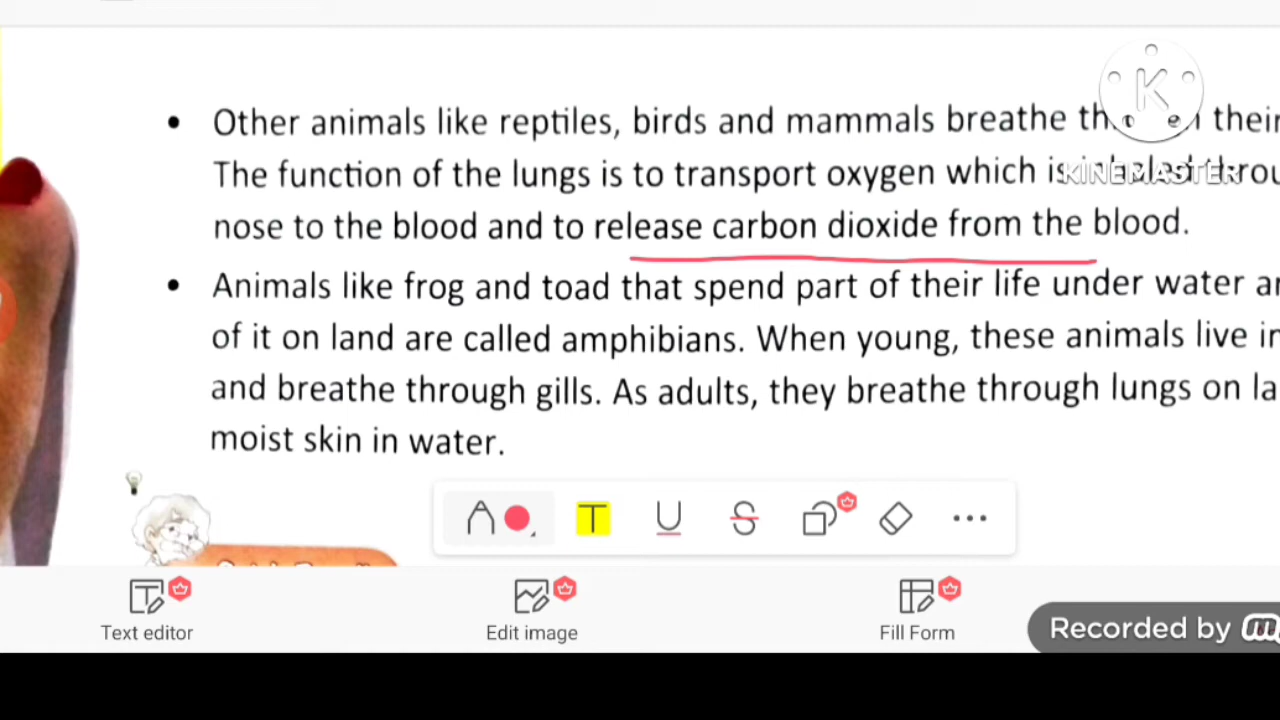 • Other animals like reptiles, birds and mammals breathe their
The function of the lungs is to transport oxygen which is inhaled
nose to the blood and to release carbon dioxide from the blood.
• Animals like frog and toad that spend part of their life under water
of it on land are called amphibians. When young, these animals live
and breathe through gills. As adults, they breathe through lungs on
moist skin in water.
K
KINEMASTER
T U S
Text editor
Edit image
Fill Form
Recorded by